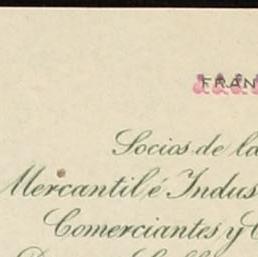 FRAN
Socios de la
Mercantil é Indus
Comerciantes y C